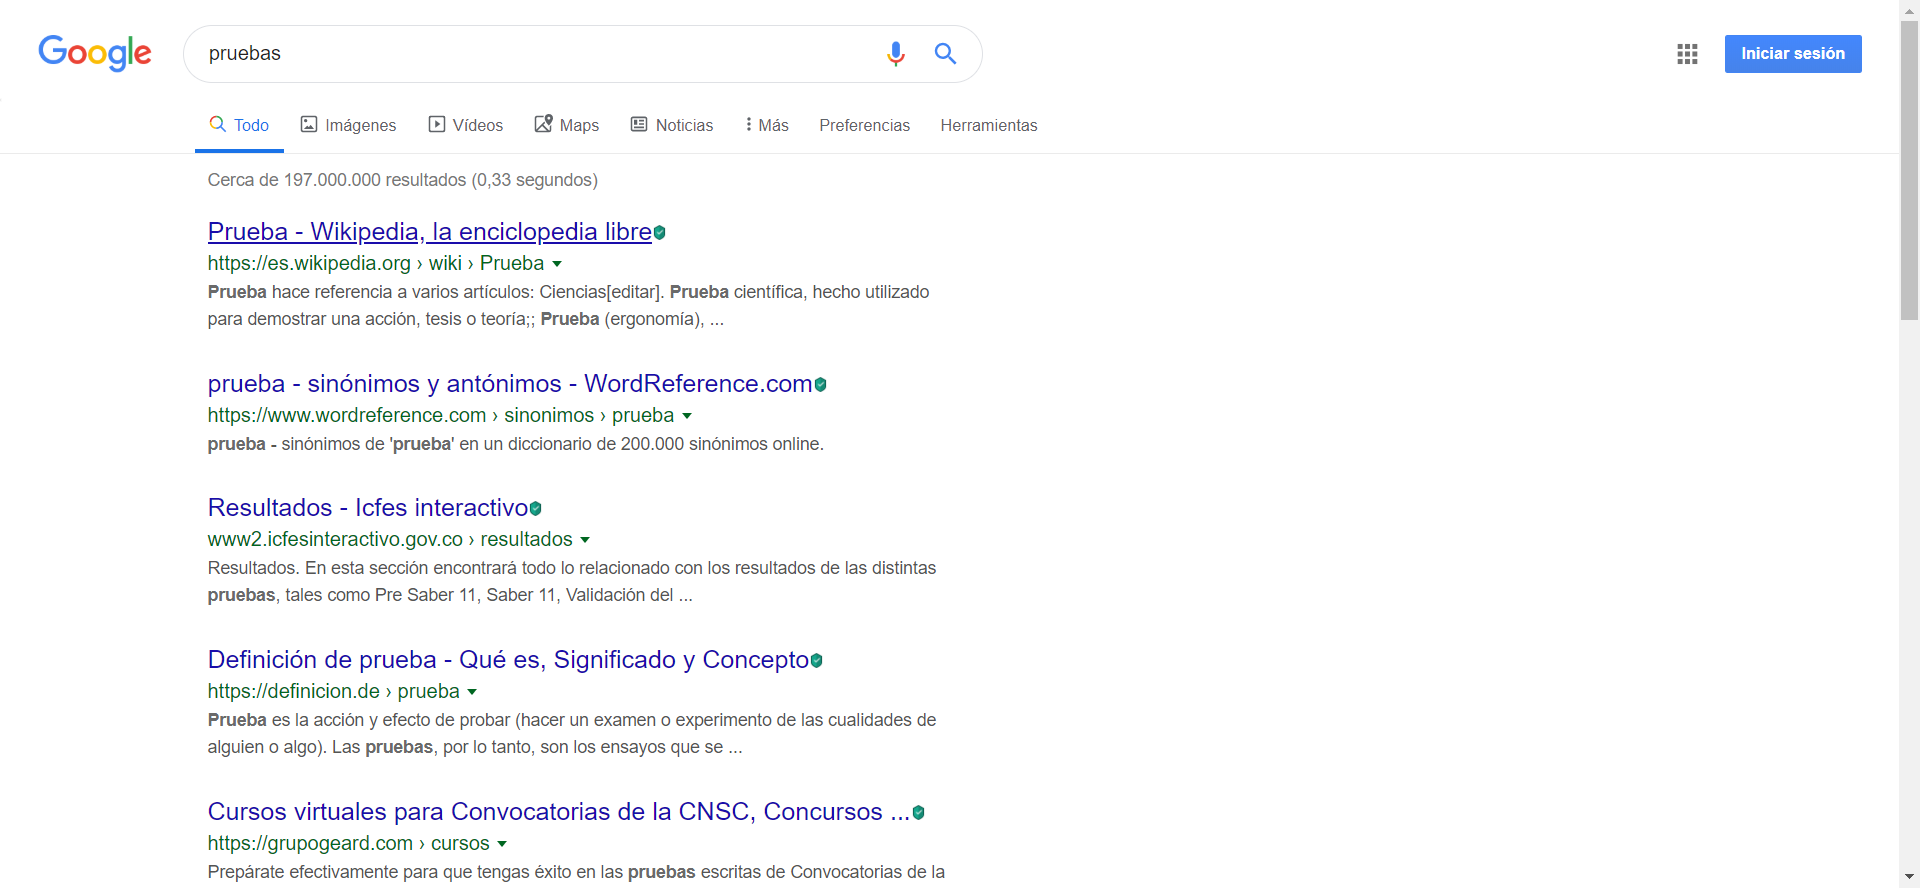 Google
pruebas
Iniciar sesión
Todo
Imágenes
Vídeos
Maps
Noticias
Más
Preferencias
Herramientas
Cerca de 197.000.000 resultados (0,33 segundos)
Prueba - Wikipedia, la enciclopedia libre
https://es.wikipedia.org › wiki › Prueba
Prueba hace referencia a varios artículos: Ciencias[editar]. Prueba científica, hecho utilizado
para demostrar una acción, tesis o teoría;; Prueba (ergonomía), ...
prueba - sinónimos y antónimos - WordReference.com
https://www.wordreference.com › sinonimos › prueba
prueba - sinónimos de 'prueba' en un diccionario de 200.000 sinónimos online.
Resultados - Icfes interactivo
www2.icfesinteractivo.gov.co › resultados
Resultados. En esta sección encontrará todo lo relacionado con los resultados de las distintas
pruebas, tales como Pre Saber 11, Saber 11, Validación del ...
Definición de prueba - Qué es, Significado y Concepto
https://definicion.de › prueba
Prueba es la acción y efecto de probar (hacer un examen o experimento de las cualidades de
alguien o algo). Las pruebas, por lo tanto, son los ensayos que se ...
Cursos virtuales para Convocatorias de la CNSC, Concursos ...
https://grupogeard.com › cursos
Prepárate efectivamente para que tengas éxito en las pruebas escritas de Convocatorias de la